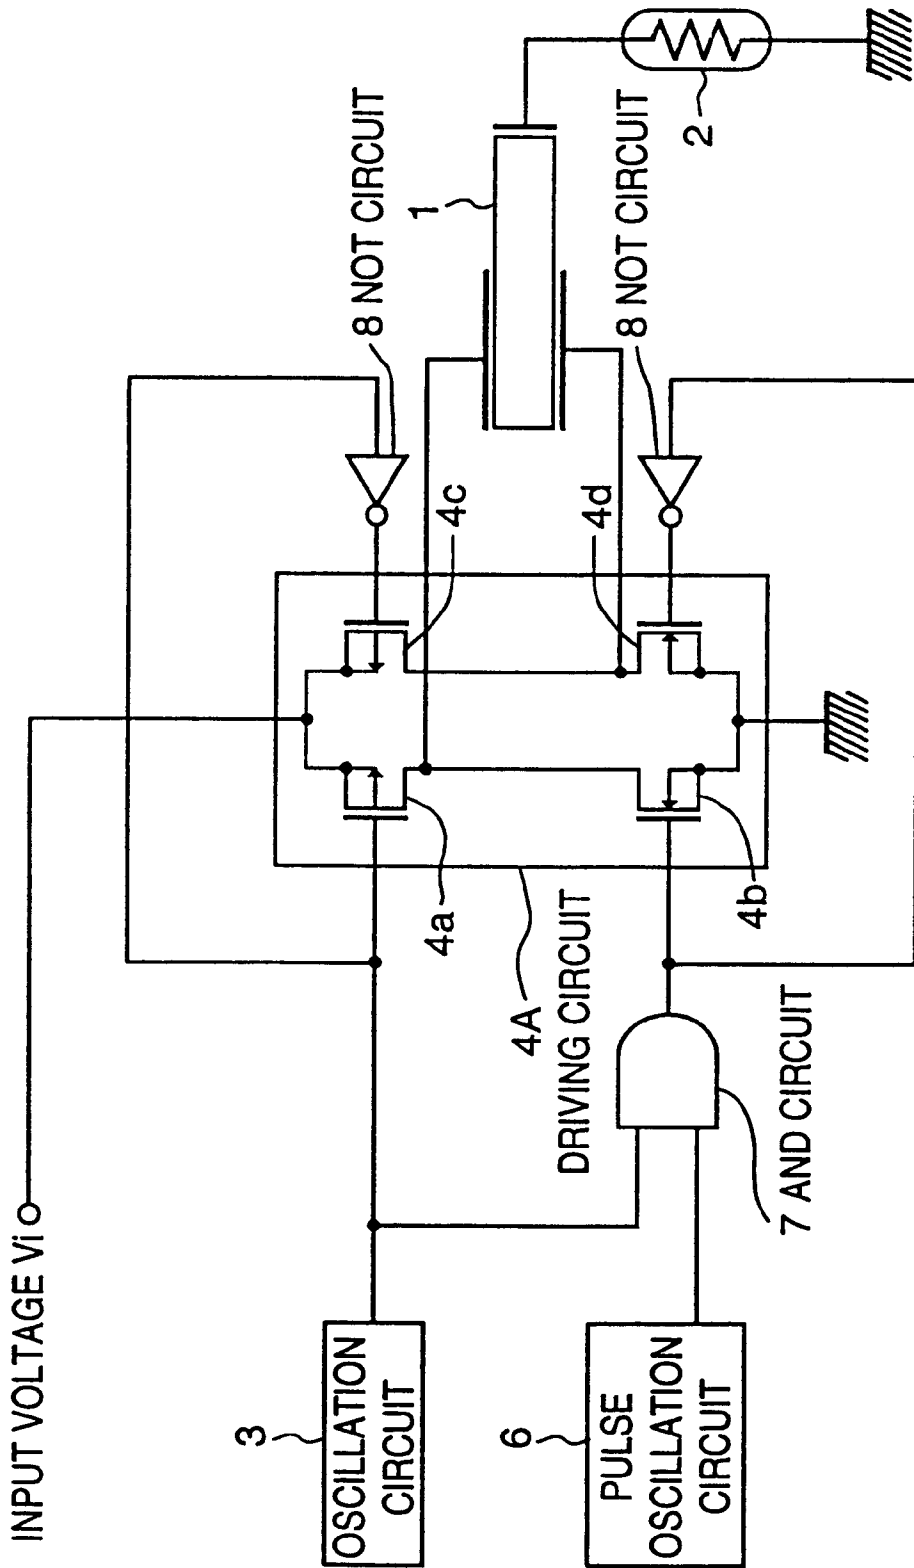 INPUT VOLTAGE Vi
3
OSCILLATION
CIRCUIT
6
PULSE
OSCILLATION
CIRCUIT
7 AND CIRCUIT
4A
DRIVING CIRCUIT
4a
4b
4c
4d
8 NOT CIRCUIT
8 NOT CIRCUIT
1
2